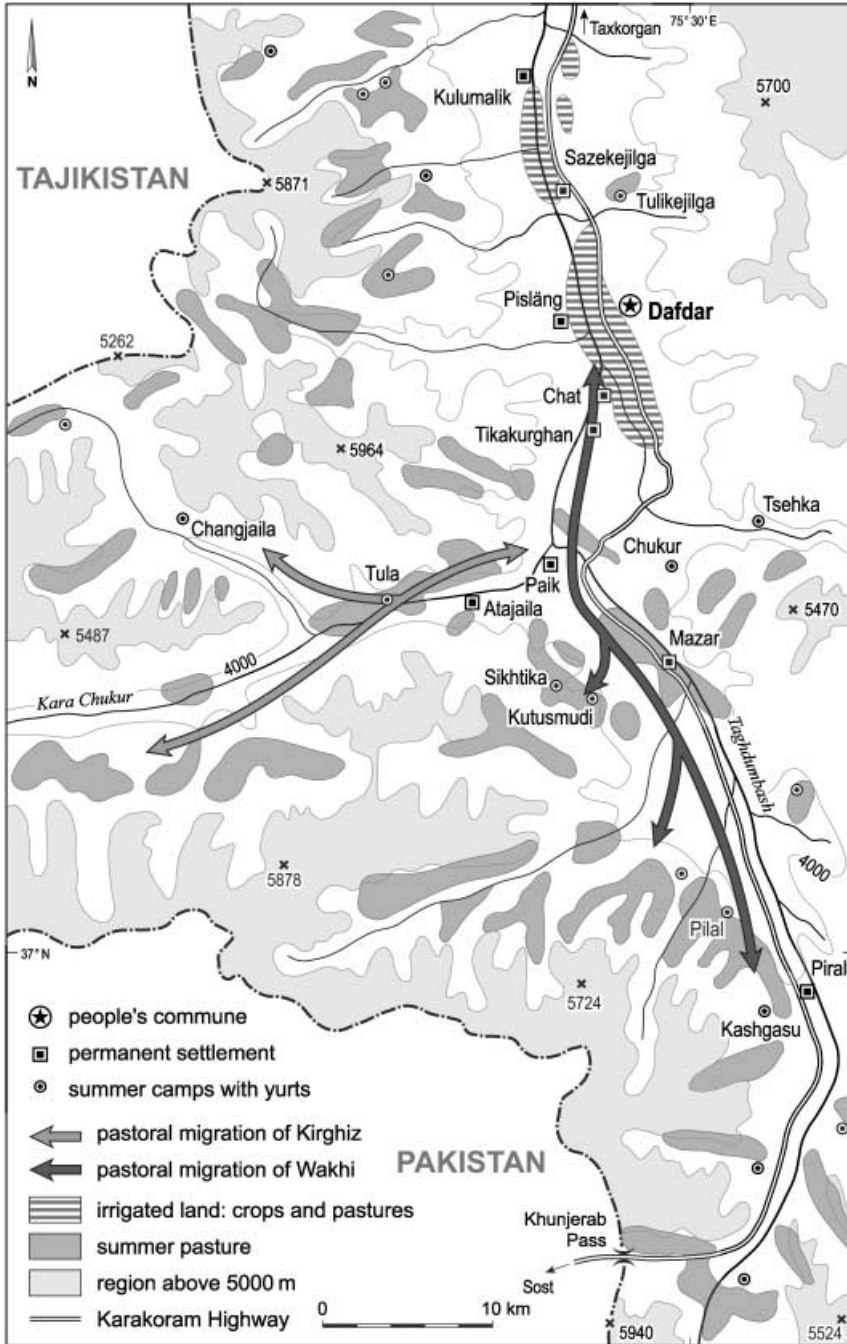 75° 30' E
Taxkorgan
N
Kulumalik
5700
Sazekejilga
TAJIKISTAN
5871
Tulikejilga
Pisläng
Dafdar
5262
Chat
Tikakurghan
5964
Tsehka
Changjaila
Chukur
Tula
Paik
Atajaila
5470
5487
Mazar
4000
Sikhtika
Kara Chukur
Kutusmudi
Taghdumbash
4000
5878
Pilal
37° N
Piral
5724
Kashgasu
people's commune
permanent settlement
summer camps with yurts
pastoral migration of Kirghiz
pastoral migration of Wakhi
PAKISTAN
irrigated land: crops and pastures
summer pasture
region above 5000 m
Karakoram Highway
Khunjerab
Pass
Sost
0 10 km
5940
5524